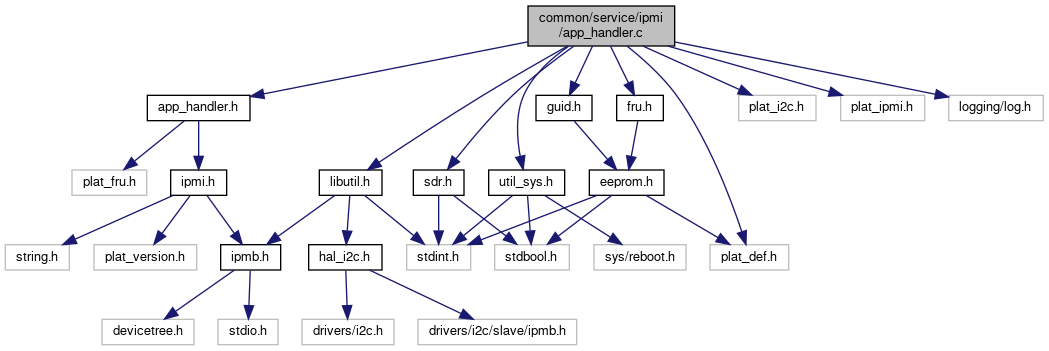 common/service/ipmi
/app_handler.c
app_handler.h
guid.h
fru.h
plat_i2c.h
plat_ipmi.h
logging/log.h
plat_fru.h
ipmi.h
libutil.h
sdr.h
util_sys.h
eeprom.h
string.h
plat_version.h
ipmb.h
hal_i2c.h
stdint.h
stdbool.h
sys/reboot.h
plat_def.h
devicetree.h
stdio.h
drivers/i2c.h
drivers/i2c/slave/ipmb.h